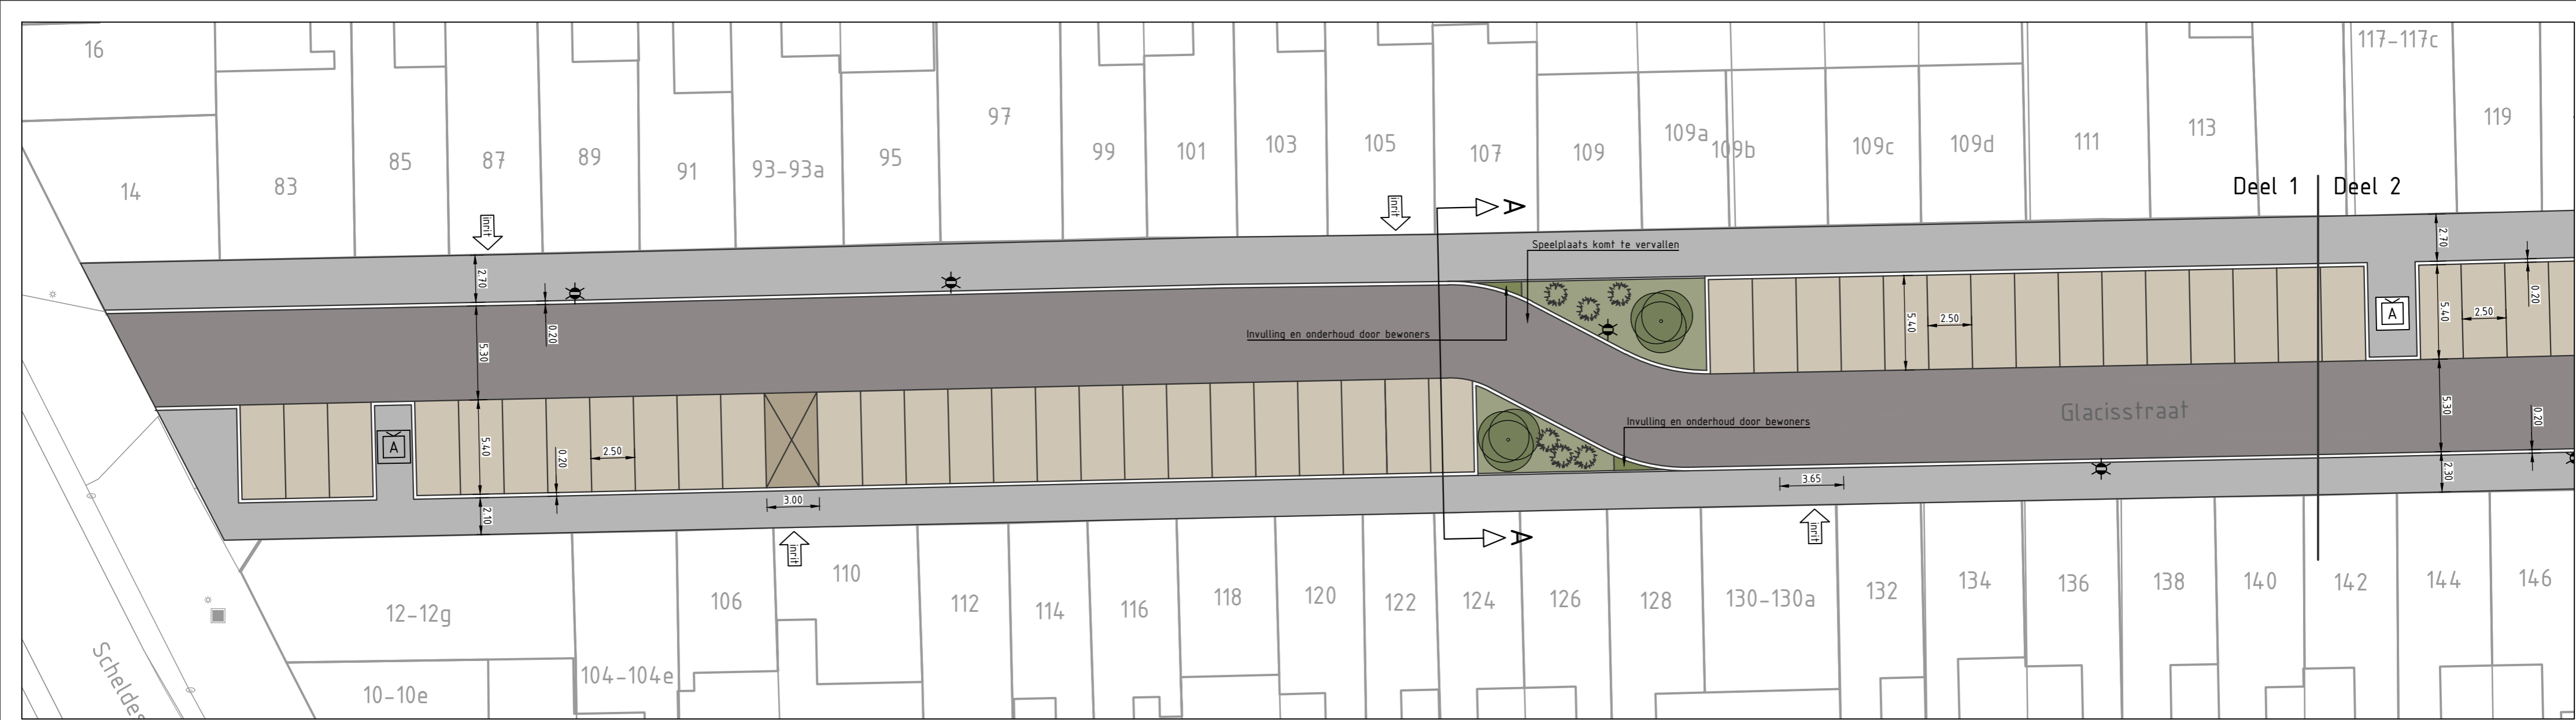 16
14
83
85
87
89
91
93-93a
95
97
99
101
103
105
107
109
109a
109b
109c
109d
111
113
117-117c
119
Deel 1
Deel 2
inrit
inrit
A
Speelplaats komt te vervallen
Invulling en onderhoud door bewoners
2.70
0.20
5.30
5.40
2.50
2.70
5.40
2.50
0.20
A
A
5.40
0.20
2.50
2.10
3.00
Invulling en onderhoud door bewoners
Glacisstraat
5.30
0.20
2.30
3.65
inrit
A
inrit
12-12g
10-10e
104-104e
106
110
112
114
116
118
120
122
124
126
128
130-130a
132
134
136
138
140
142
144
146